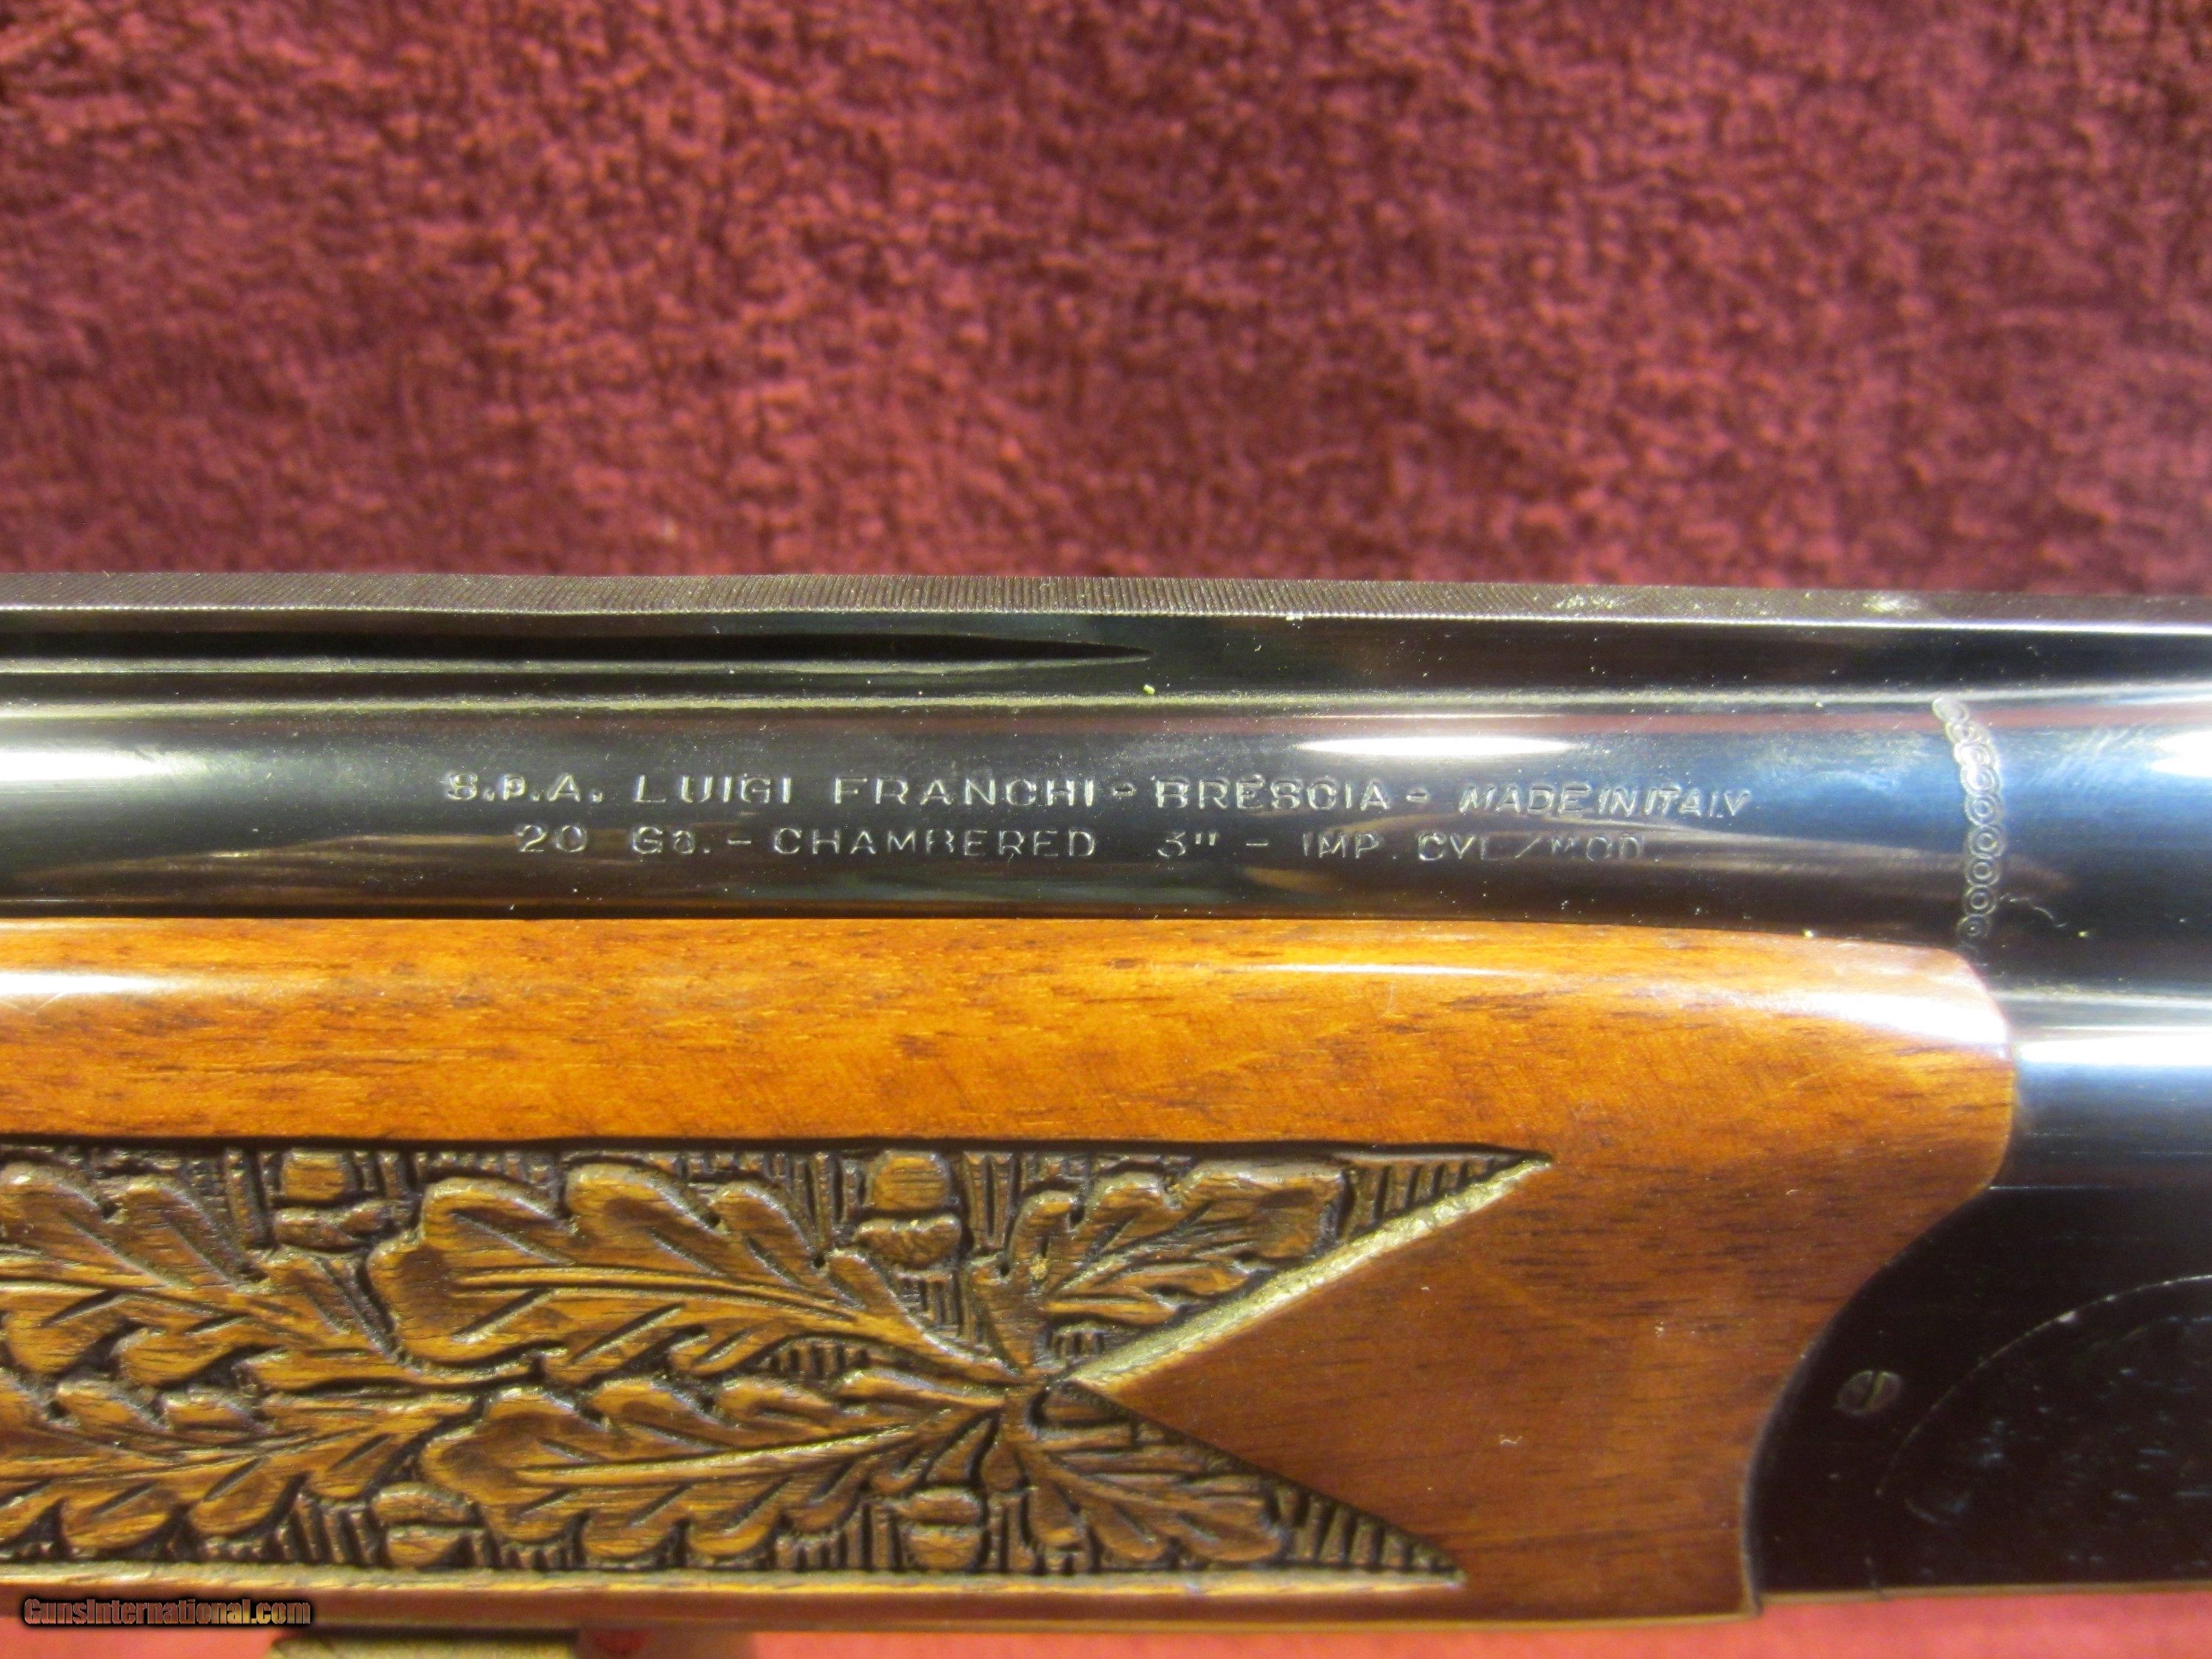 S.p.A. LUIGI FRANCHI - BRESCIA - MADE IN ITALY
20 Ga. - CHAMBERED 3" - IMP. CYL/MOD.
GunsInternational.com